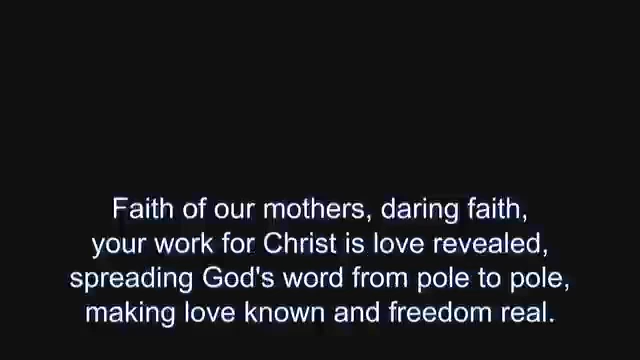 Faith of our mothers, daring faith,
your work for Christ is love revealed,
spreading God's word from pole to pole,
making love known and freedom real.